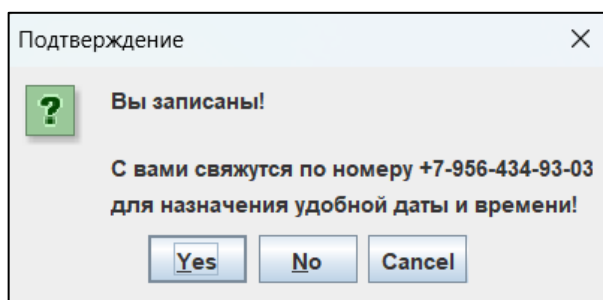 Подтверждение
Вы записаны!
С вами свяжутся по номеру +7-956-434-93-03
для назначения удобной даты и времени!
Yes No Cancel